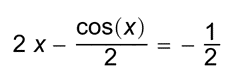 2 x − cos(x)/2 = − 1/2